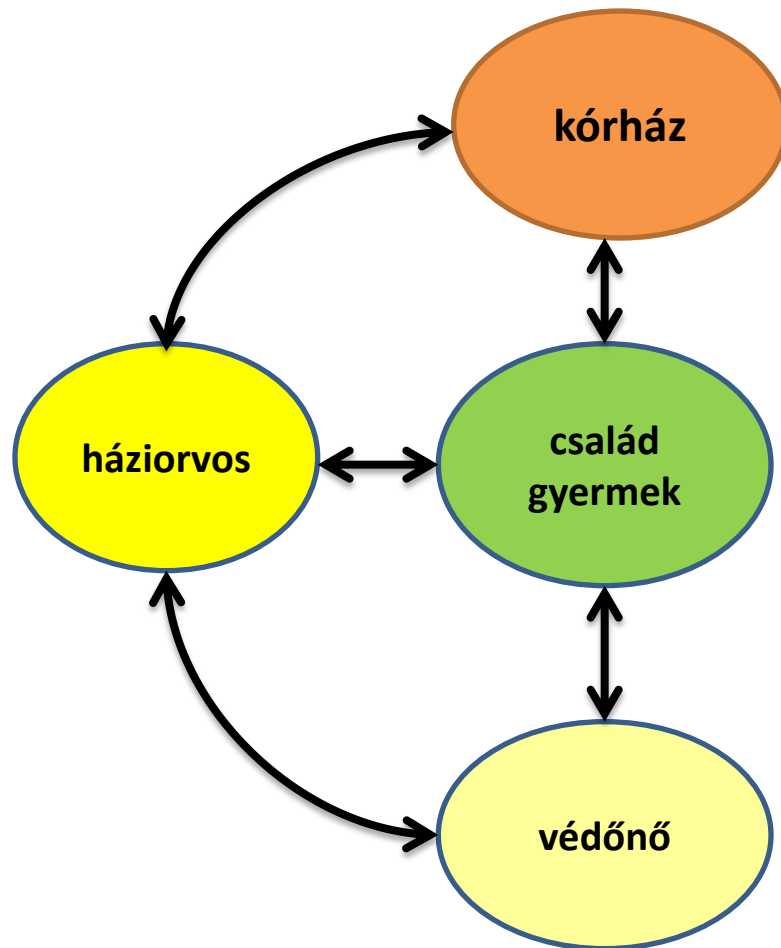 kórház
háziorvos
család
gyermek
védőnő